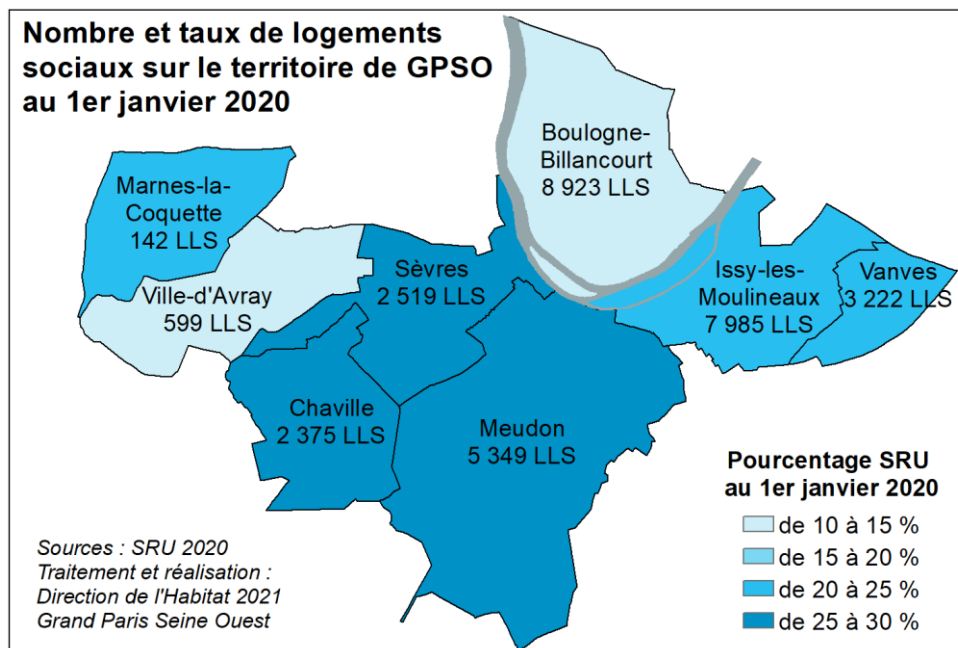 Nombre et taux de logements
sociaux sur le territoire de GPSO
au 1er janvier 2020
Boulogne-
Billancourt
8 923 LLS
Marnes-la-
Coquette
142 LLS
Ville-d'Avray
599 LLS
Sèvres
2 519 LLS
Issy-les-
Moulineaux
7 985 LLS
Vanves
3 222 LLS
Chaville
2 375 LLS
Meudon
5 349 LLS
Pourcentage SRU
au 1er janvier 2020
de 10 à 15 %
de 15 à 20 %
de 20 à 25 %
de 25 à 30 %
Sources : SRU 2020
Traitement et réalisation :
Direction de l'Habitat 2021
Grand Paris Seine Ouest